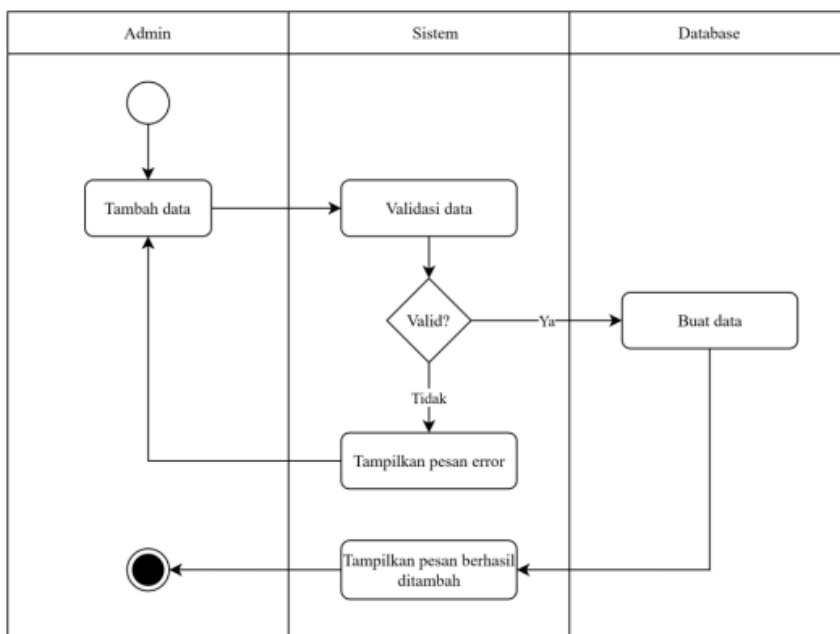 Admin
Sistem
Database
Tambah data
Validasi data
Valid?
Ya
Buat data
Tidak
Tampilkan pesan error
Tampilkan pesan berhasil
ditambah